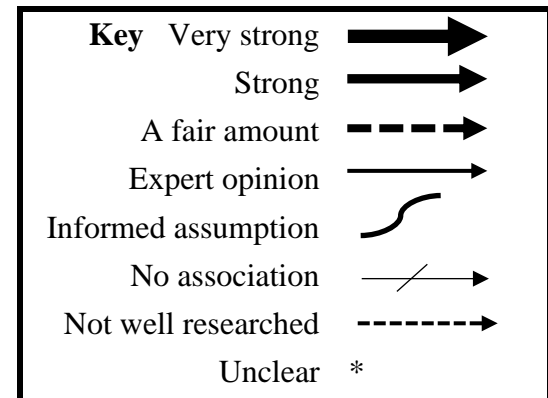 Key Very strong
Strong
A fair amount
Expert opinion
Informed assumption
No association
Not well researched
Unclear *